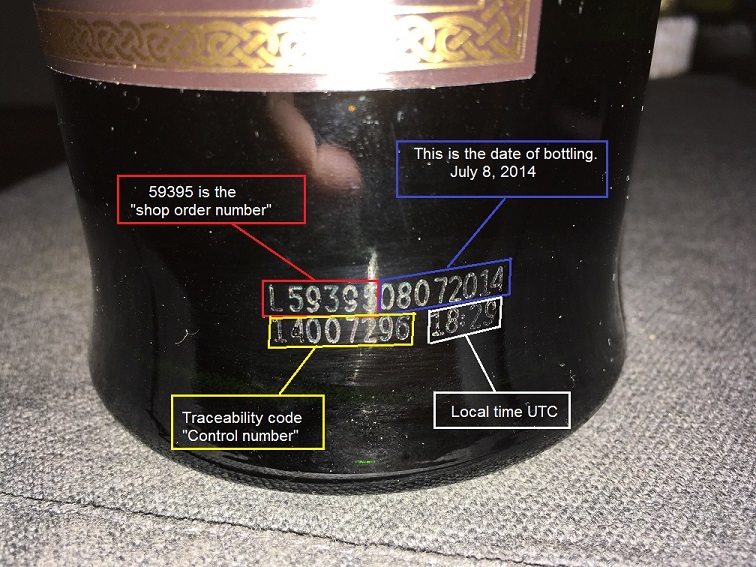 This is the date of bottling.
July 8, 2014
59395 is the
"shop order number"
L5939508072014
14007296 18:29
Traceability code
"Control number"
Local time UTC